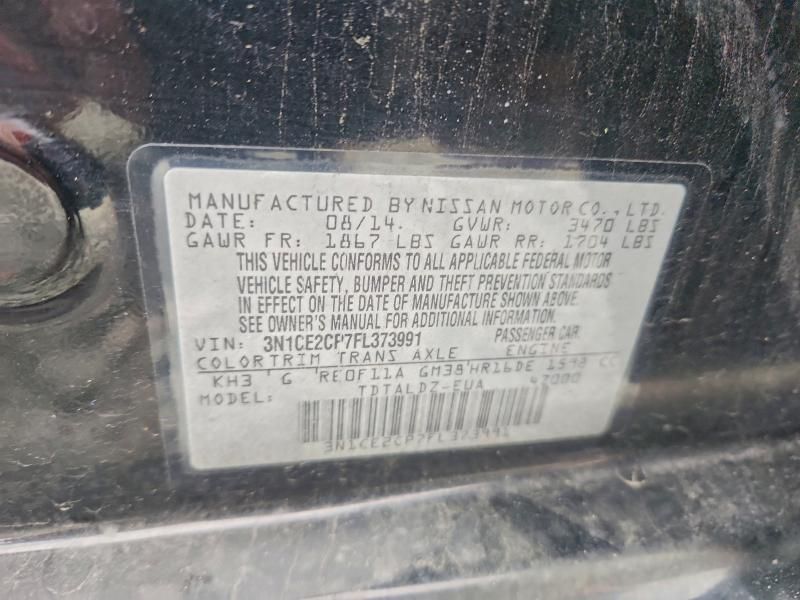 MANUFACTURED BY NISSAN MOTOR CO., LTD.
DATE: 08/14. GVWR: 3470 LBS
GAWR FR: 1867 LBS GAWR RR: 1704 LBS
THIS VEHICLE CONFORMS TO ALL APPLICABLE FEDERAL MOTOR
VEHICLE SAFETY, BUMPER AND THEFT PREVENTION STANDARDS
IN EFFECT ON THE DATE OF MANUFACTURE SHOWN ABOVE.
SEE OWNER'S MANUAL FOR ADDITIONAL INFORMATION.
VIN: 3N1CE2CP7FL373991 PASSENGER CAR.
COLOR TRIM TRANS AXLE ENGINE
KH3 G RE0F11A GM38 HR16DE 1598 CC
MODEL: TDTALDZ-EUA 47000
3N1CE2CP7FL373991